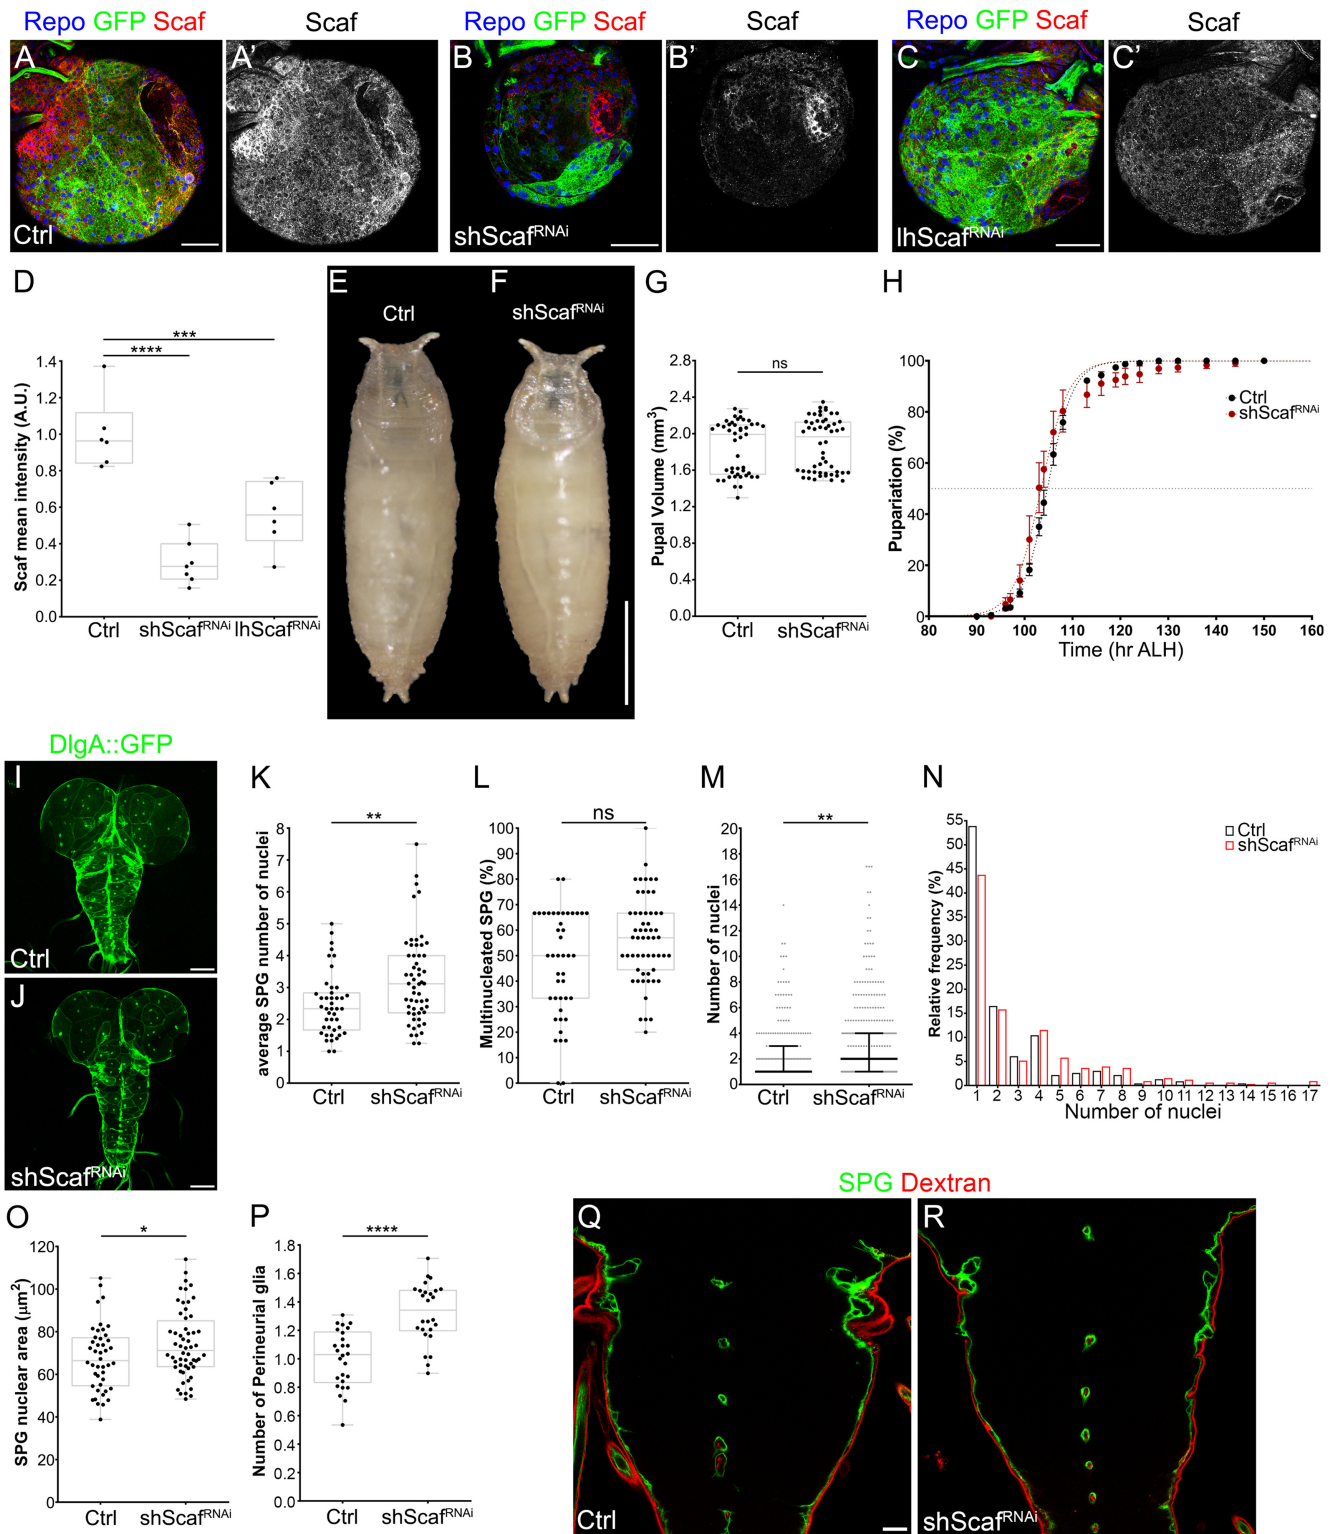 Repo GFP Scaf
Scaf
Repo GFP Scaf
Scaf
Repo GFP Scaf
Scaf
A
Ctrl
A'
B
shScafRNAi
B'
C
lhScafRNAi
C'
D
***
****
Scaf mean intensity (A.U.)
1.4
1.2
1.0
0.8
0.6
0.4
0.2
0.0
Ctrl shScafRNAi lhScafRNAi
E
Ctrl
F
shScafRNAi
G
ns
Pupal Volume (mm3)
2.8
2.4
2.0
1.6
1.2
0.8
0.4
0.0
Ctrl shScafRNAi
H
Pupariation (%)
100
80
60
40
20
0
Ctrl
shScafRNAi
80 90 100 110 120 130 140 150 160
Time (hr ALH)
DlgA::GFP
I
Ctrl
J
shScafRNAi
K
**
average SPG number of nuclei
8
7
6
5
4
3
2
1
0
Ctrl shScafRNAi
L
ns
Multinucleated SPG (%)
100
90
80
70
60
50
40
30
20
10
0
Ctrl shScafRNAi
M
**
Number of nuclei
20
18
16
14
12
10
8
6
4
2
0
Ctrl shScafRNAi
N
Relative frequency (%)
55
50
45
40
35
30
25
20
15
10
5
0
Ctrl
shScafRNAi
1 2 3 4 5 6 7 8 9 10 11 12 13 14 15 16 17
Number of nuclei
O
*
SPG nuclear area (μm2)
120
100
80
60
40
20
0
Ctrl shScafRNAi
P
****
Number of Perineurial glia
1.8
1.6
1.4
1.2
1.0
0.8
0.6
0.4
0.2
0.0
Ctrl shScafRNAi
SPG Dextran
Q
Ctrl
R
shScafRNAi